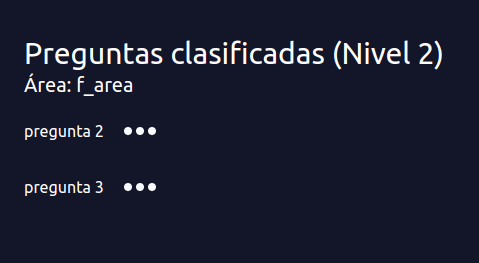 Preguntas clasificadas (Nivel 2)
Área: f_area
pregunta 2
pregunta 3